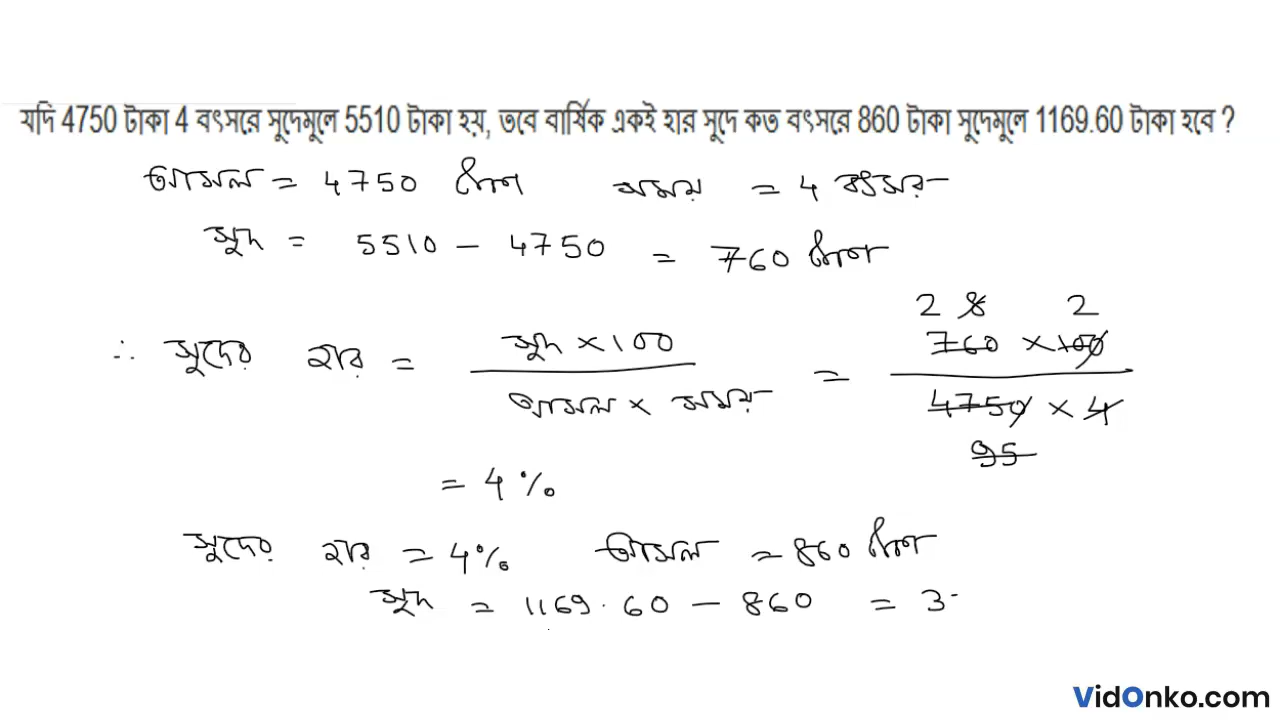 যদি 4750 টাকা 4 বৎসরে সুদেমূলে 5510 টাকা হয়, তবে বার্ষিক একই হার সুদে কত বৎসরে 860 টাকা সুদেমূলে 1169.60 টাকা হবে ?
আসল = 4750 টাকা সময় = 4 বৎসর
সুদ = 5510 - 4750 = 760 টাকা
2 8 2
∴ সুদের হার = সুদ × 100 / আসল × সময় = 760 × 100 / 4750 × 4
95
= 4%
সুদের হার = 4% আসল = 860 টাকা
সুদ = 1169.60 - 860 = 3
VidOnko.com